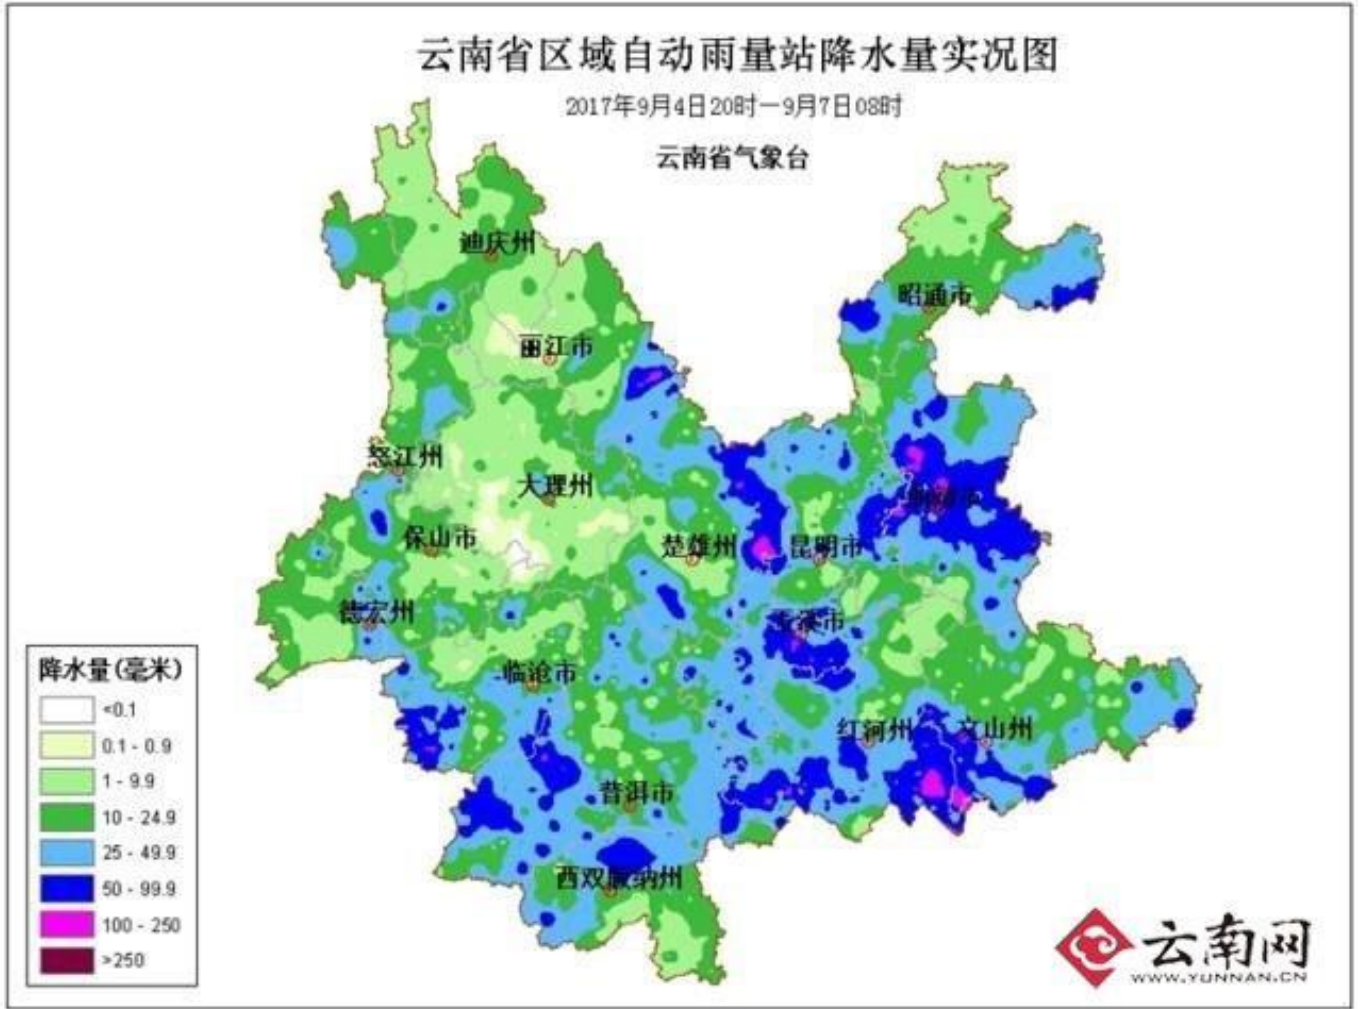 云南省区域自动雨量站降水量实况图
2017年9月4日20时—9月7日08时
云南省气象台
迪庆州
昭通市
丽江市
怒江州
大理州
保山市
楚雄州
昆明市
德宏州
玉溪市
临沧市
红河州
文山州
普洱市
西双版纳州
降水量(毫米)
<0.1
0.1 - 0.9
1 - 9.9
10 - 24.9
25 - 49.9
50 - 99.9
100 - 250
>250
云南网
WWW.YUNNAN.CN